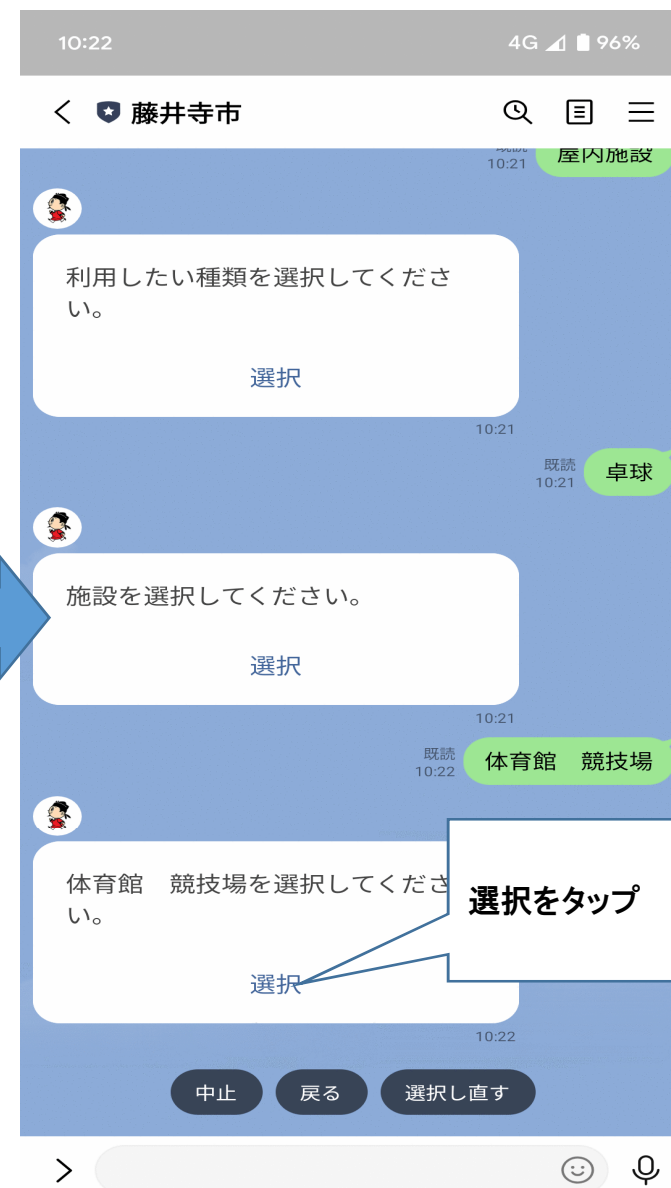 10:22
4G 96%
藤井寺市
屋内施設
10:21
利用したい種類を選択してくださ
い。
選択
10:21
既読
10:21
卓球
施設を選択してください。
選択
10:21
既読
10:22
体育館　競技場
体育館　競技場を選択してくださ
い。
選択をタップ
選択
10:22
中止
戻る
選択し直す